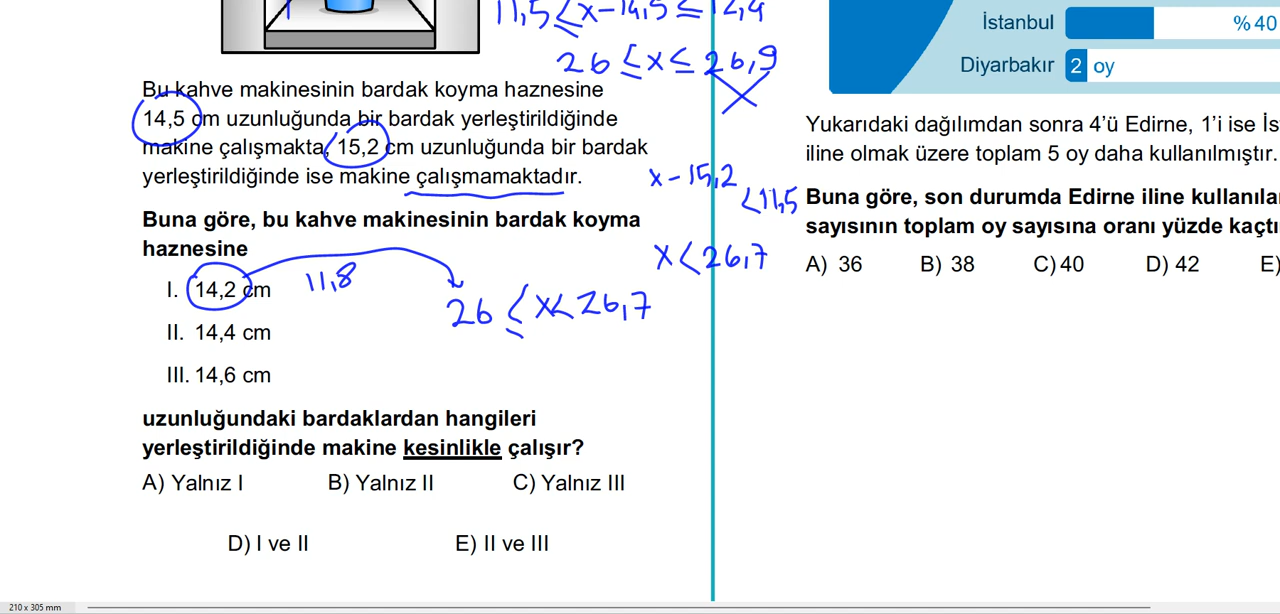 11,5 ≤ x-14,5 ≤ 12,4
26 ≤ x ≤ 26,9
Bu kahve makinesinin bardak koyma haznesine
14,5 cm uzunluğunda bir bardak yerleştirildiğinde
makine çalışmakta, 15,2 cm uzunluğunda bir bardak
yerleştirildiğinde ise makine çalışmamaktadır.
x-15,2
<11,5
x<26,7
Buna göre, bu kahve makinesinin bardak koyma
haznesine
I. 14,2 cm
11,8
26 ≤ x< 26,7
II. 14,4 cm
III. 14,6 cm
uzunluğundaki bardaklardan hangileri
yerleştirildiğinde makine kesinlikle çalışır?
A) Yalnız I B) Yalnız II C) Yalnız III
D) I ve II E) II ve III
İstanbul %40
Diyarbakır 2 oy
Yukarıdaki dağılımdan sonra 4'ü Edirne, 1'i ise İs
iline olmak üzere toplam 5 oy daha kullanılmıştır.
Buna göre, son durumda Edirne iline kullanıla
sayısının toplam oy sayısına oranı yüzde kaçtı
A) 36 B) 38 C) 40 D) 42 E)
210 x 305 mm